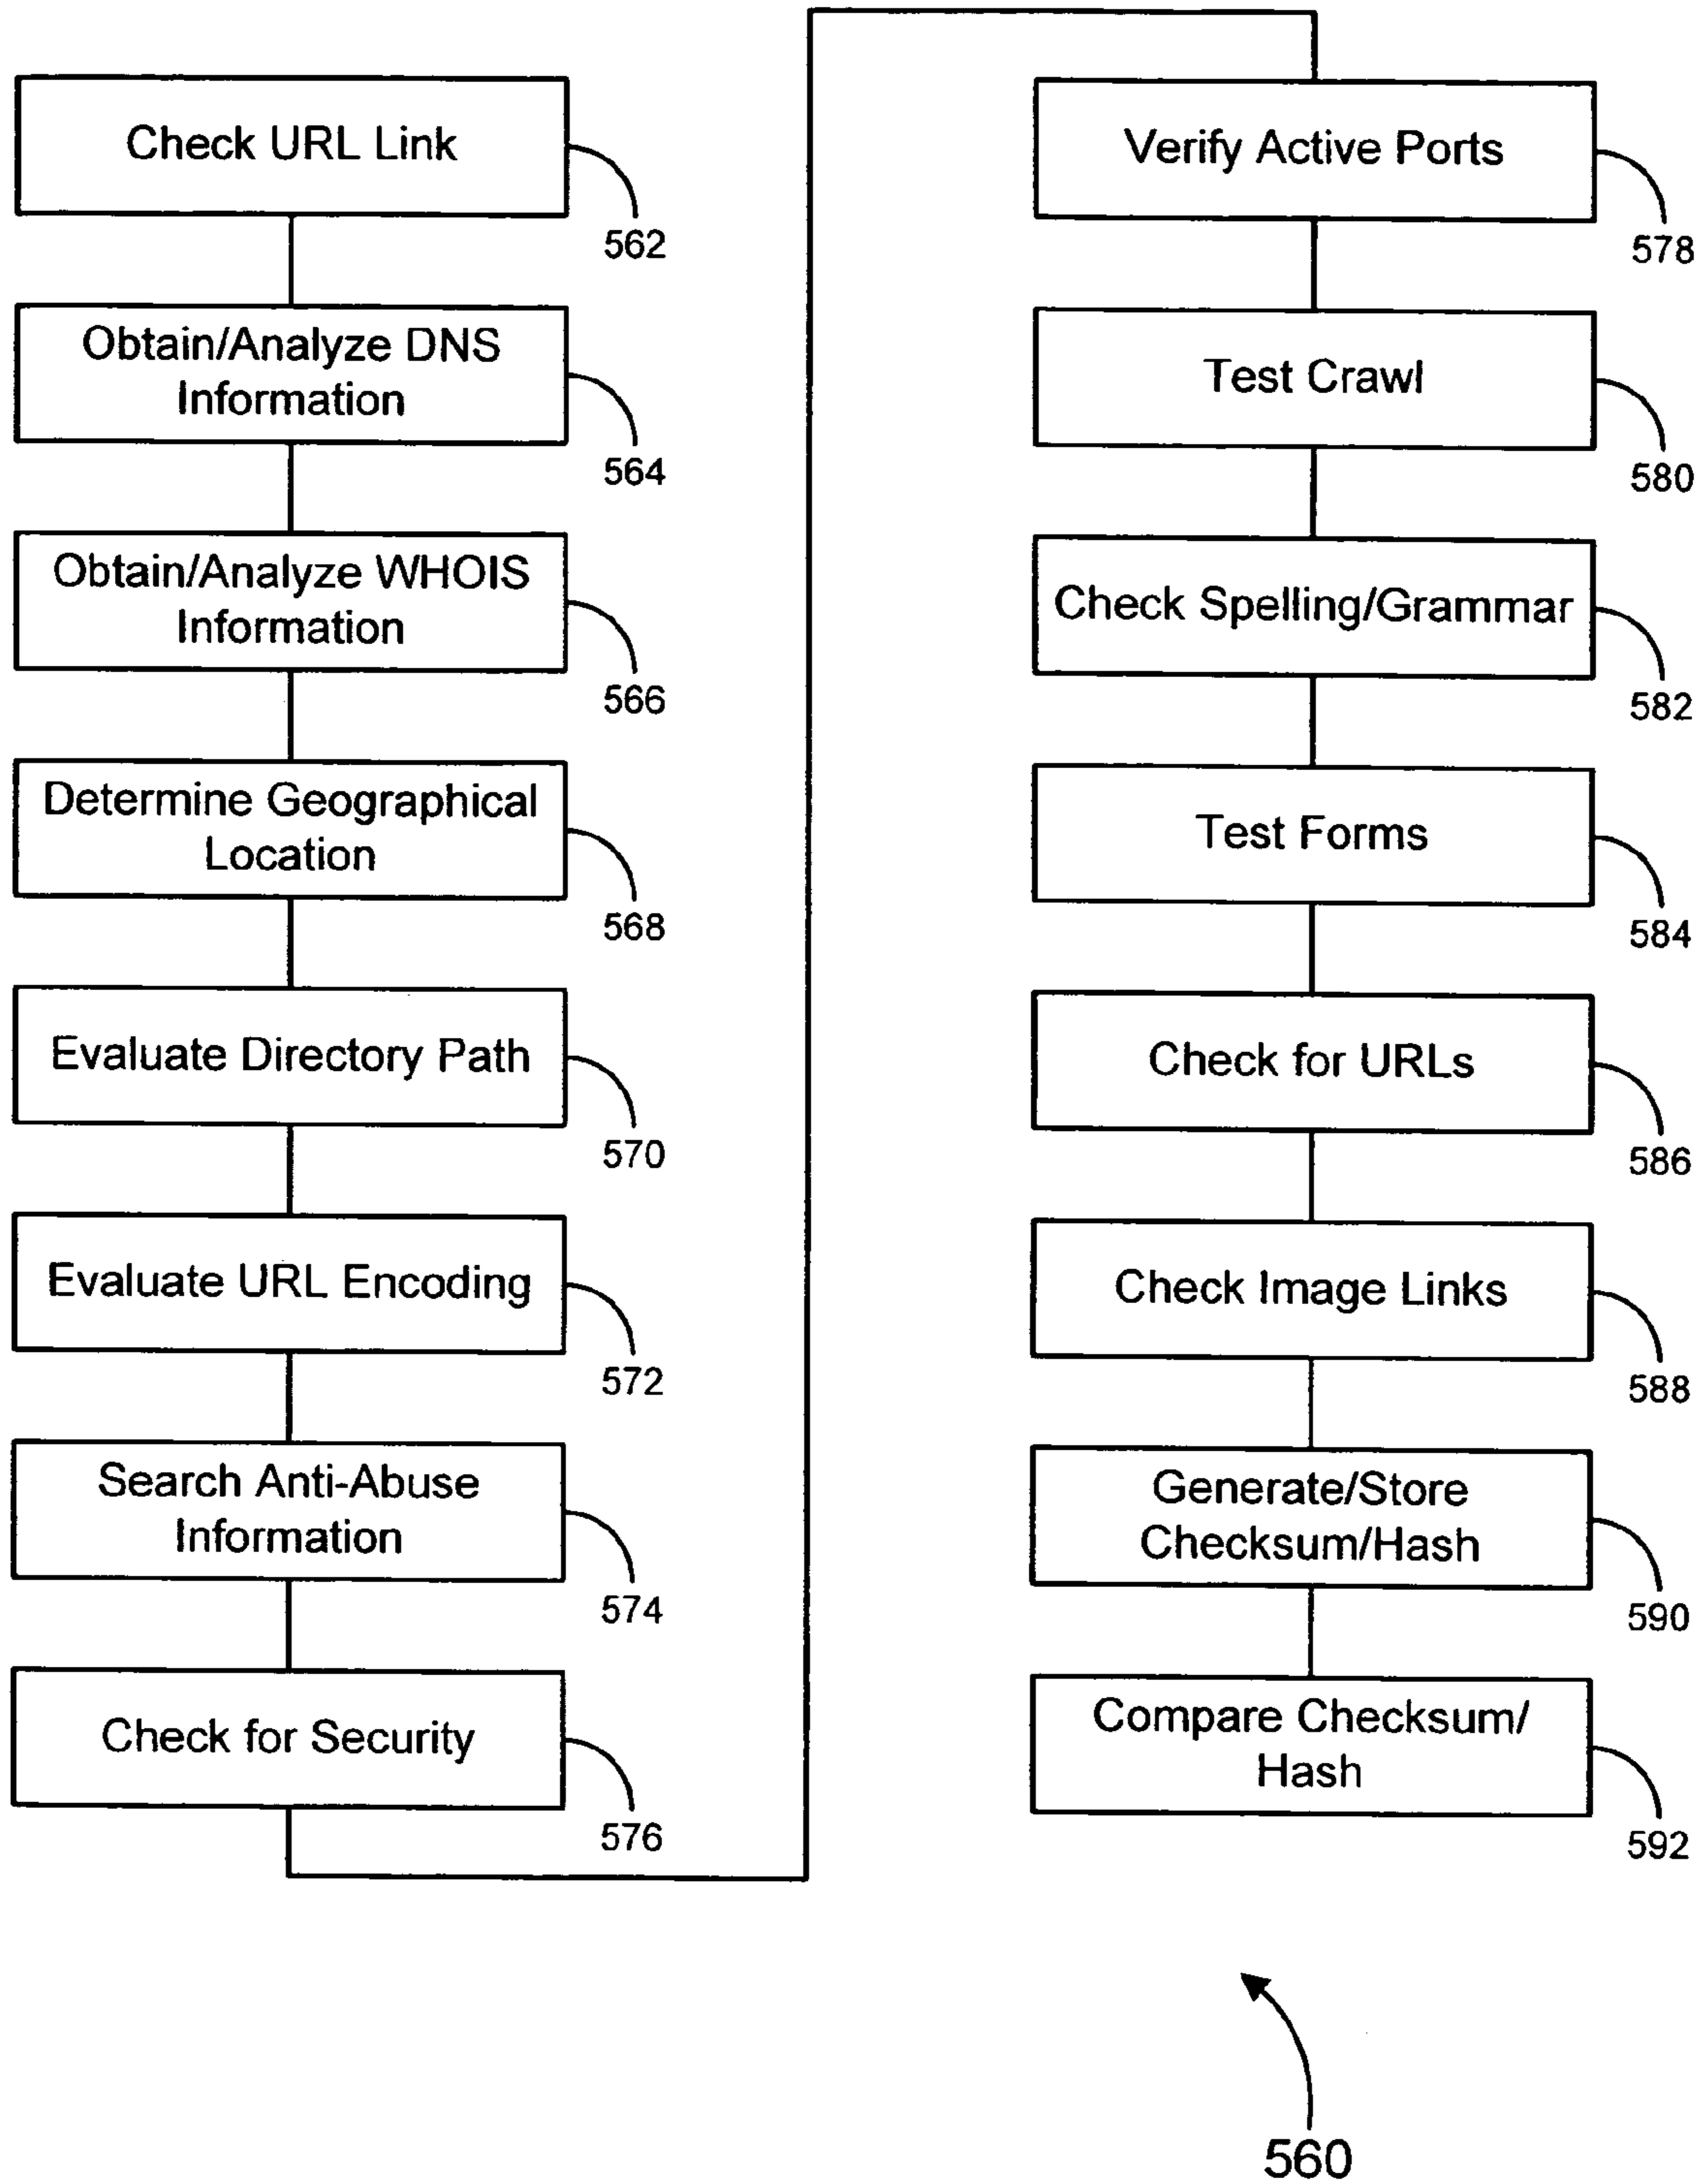 Check URL Link
562
Obtain/Analyze DNS
Information
564
Obtain/Analyze WHOIS
Information
566
Determine Geographical
Location
568
Evaluate Directory Path
570
Evaluate URL Encoding
572
Search Anti-Abuse
Information
574
Check for Security
576
Verify Active Ports
578
Test Crawl
580
Check Spelling/Grammar
582
Test Forms
584
Check for URLs
586
Check Image Links
588
Generate/Store
Checksum/Hash
590
Compare Checksum/
Hash
592
560